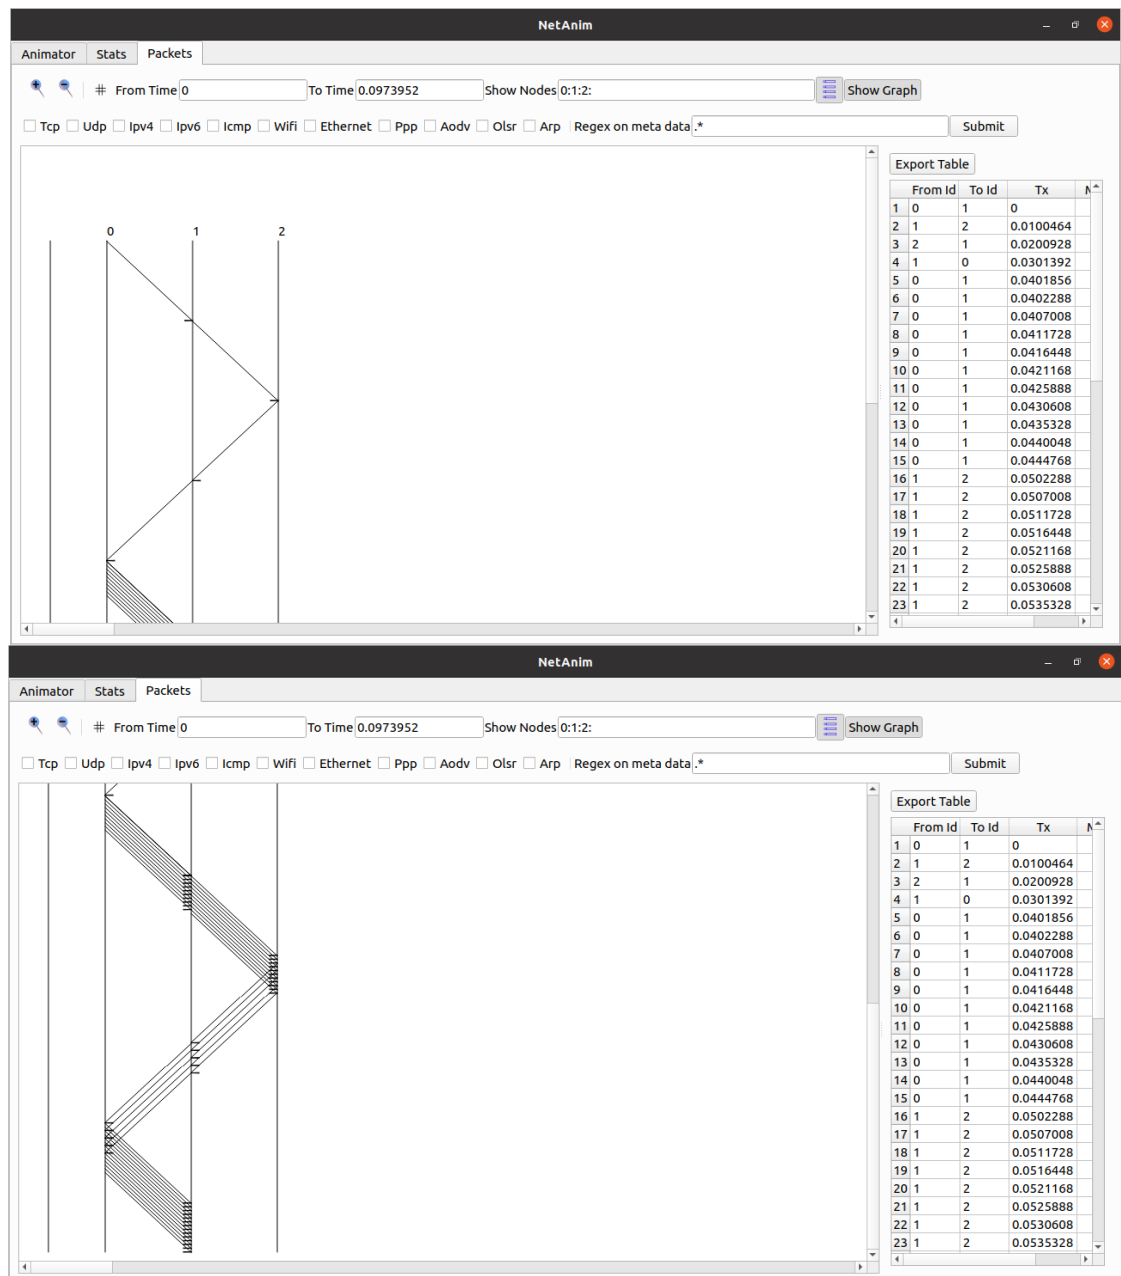 NetAnim
Animator Stats Packets
# From Time 0 To Time 0.0973952 Show Nodes 0:1:2: Show Graph
Tcp Udp Ipv4 Ipv6 Icmp Wifi Ethernet Ppp Aodv Olsr Arp Regex on meta data .* Submit
0 1 2
Export Table
From Id To Id Tx
1 0 1 0
2 1 2 0.0100464
3 2 1 0.0200928
4 1 0 0.0301392
5 0 1 0.0401856
6 0 1 0.0402288
7 0 1 0.0407008
8 0 1 0.0411728
9 0 1 0.0416448
10 0 1 0.0421168
11 0 1 0.0425888
12 0 1 0.0430608
13 0 1 0.0435328
14 0 1 0.0440048
15 0 1 0.0444768
16 1 2 0.0502288
17 1 2 0.0507008
18 1 2 0.0511728
19 1 2 0.0516448
20 1 2 0.0521168
21 1 2 0.0525888
22 1 2 0.0530608
23 1 2 0.0535328
NetAnim
Animator Stats Packets
# From Time 0 To Time 0.0973952 Show Nodes 0:1:2: Show Graph
Tcp Udp Ipv4 Ipv6 Icmp Wifi Ethernet Ppp Aodv Olsr Arp Regex on meta data .* Submit
Export Table
From Id To Id Tx
1 0 1 0
2 1 2 0.0100464
3 2 1 0.0200928
4 1 0 0.0301392
5 0 1 0.0401856
6 0 1 0.0402288
7 0 1 0.0407008
8 0 1 0.0411728
9 0 1 0.0416448
10 0 1 0.0421168
11 0 1 0.0425888
12 0 1 0.0430608
13 0 1 0.0435328
14 0 1 0.0440048
15 0 1 0.0444768
16 1 2 0.0502288
17 1 2 0.0507008
18 1 2 0.0511728
19 1 2 0.0516448
20 1 2 0.0521168
21 1 2 0.0525888
22 1 2 0.0530608
23 1 2 0.0535328